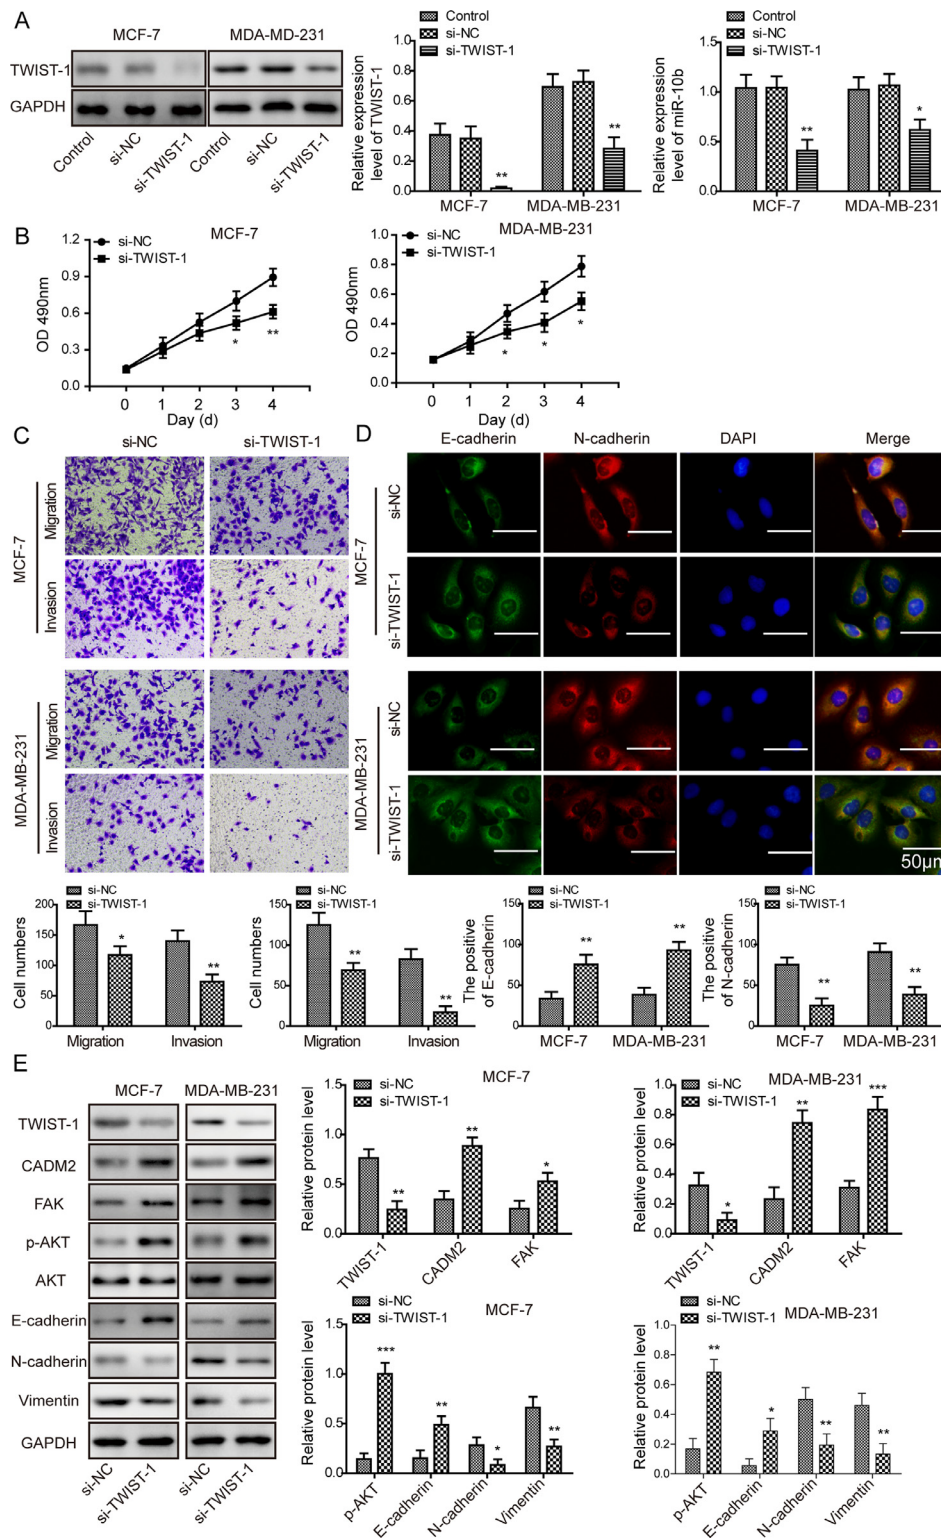 A
MCF-7 MDA-MD-231
TWIST-1
GAPDH
Control si-NC si-TWIST-1 Control si-NC si-TWIST-1
Control
si-NC
si-TWIST-1
Relative expression
level of TWIST-1
1.0
0.8
0.6
0.4
0.2
0.0
** **
MCF-7 MDA-MB-231
Control
si-NC
si-TWIST-1
Relative expression
level of miR-10b
1.5
1.0
0.5
0.0
** *
MCF-7 MDA-MB-231
B
MCF-7
si-NC
si-TWIST-1
OD 490nm
1.2
0.9
0.6
0.3
0.0
* **
0 1 2 3 4
Day (d)
MDA-MB-231
si-NC
si-TWIST-1
OD 490nm
1.0
0.8
0.6
0.4
0.2
0.0
* * *
0 1 2 3 4
Day (d)
C
si-NC si-TWIST-1
MCF-7
Migration
Invasion
MDA-MB-231
Migration
Invasion
D
E-cadherin N-cadherin DAPI Merge
MCF-7
si-NC
si-TWIST-1
MDA-MB-231
si-NC
si-TWIST-1
50μm
si-NC
si-TWIST-1
Cell numbers
200
150
100
50
0
* **
Migration Invasion
si-NC
si-TWIST-1
Cell numbers
150
100
50
0
** **
Migration Invasion
si-NC
si-TWIST-1
The positive
of E-cadherin
150
100
50
0
** **
MCF-7 MDA-MB-231
si-NC
si-TWIST-1
The positive
of N-cadherin
150
100
50
0
** **
MCF-7 MDA-MB-231
E
MCF-7 MDA-MB-231
TWIST-1
CADM2
FAK
p-AKT
AKT
E-cadherin
N-cadherin
Vimentin
GAPDH
si-NC si-TWIST-1 si-NC si-TWIST-1
MCF-7
si-NC
si-TWIST-1
Relative protein level
1.5
1.0
0.5
0.0
** ** *
TWIST-1 CADM2 FAK
MDA-MB-231
si-NC
si-TWIST-1
Relative protein level
1.0
0.8
0.6
0.4
0.2
0.0
* ** ***
TWIST-1 CADM2 FAK
MCF-7
si-NC
si-TWIST-1
Relative protein level
1.5
1.0
0.5
0.0
*** ** * **
p-AKT E-cadherin N-cadherin Vimentin
MDA-MB-231
si-NC
si-TWIST-1
Relative protein level
1.0
0.8
0.6
0.4
0.2
0.0
** * ** **
p-AKT E-cadherin N-cadherin Vimentin